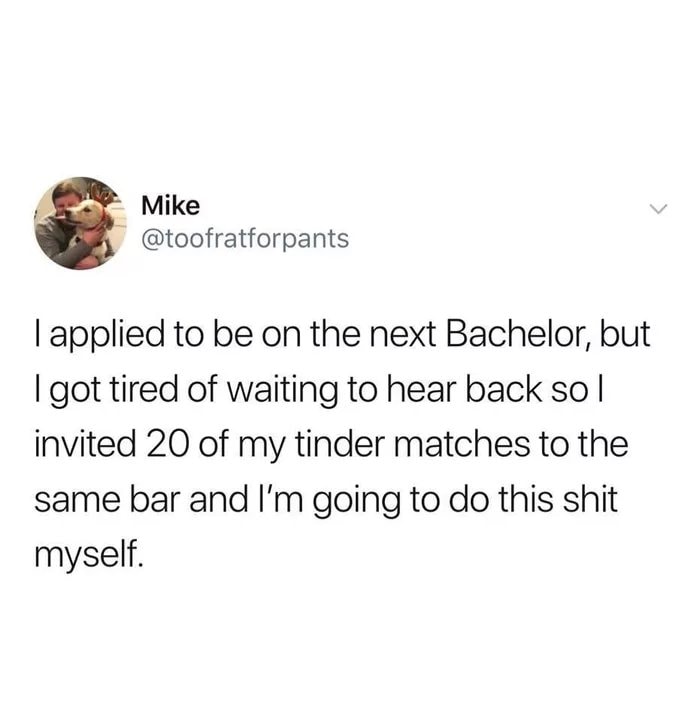 Mike
@toofratforpants
I applied to be on the next Bachelor, but
I got tired of waiting to hear back so I
invited 20 of my tinder matches to the
same bar and I'm going to do this shit
myself.